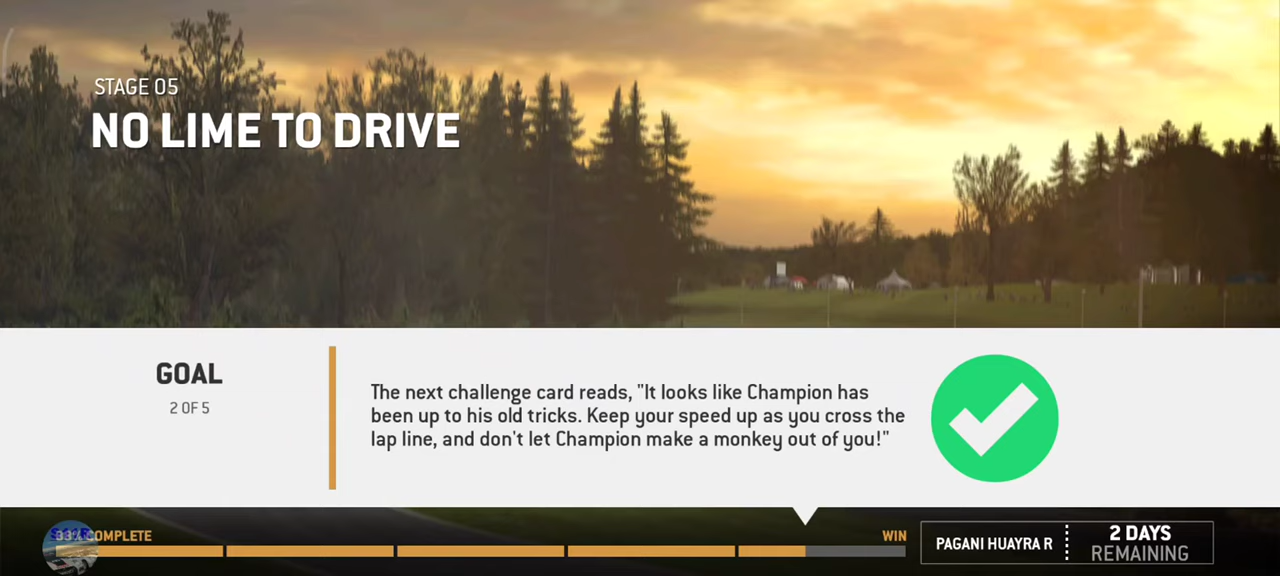 STAGE 05
NO LIME TO DRIVE
GOAL
2 OF 5
The next challenge card reads, "It looks like Champion has
been up to his old tricks. Keep your speed up as you cross the
lap line, and don't let Champion make a monkey out of you!"
COMPLETE
WIN
PAGANI HUAYRA R
2 DAYS
REMAINING